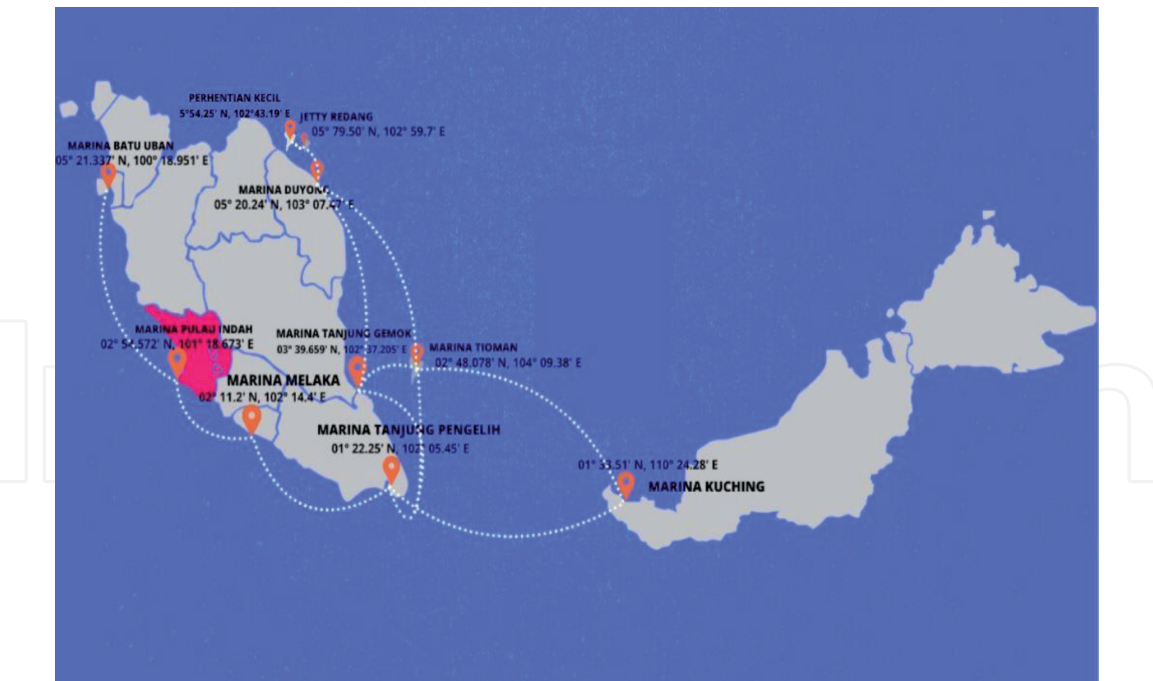 PERHENTIAN KECIL
5°54.25' N, 102°43.19' E
JETTY REDANG
05° 79.50' N, 102° 59.7' E
MARINA BATU UBAN
05° 21.337' N, 100° 18.951' E
MARINA DUYONG
05° 20.24' N, 103° 07.47' E
MARINA PULAU INDAH
02° 54.572' N, 101° 18.673' E
MARINA TANJUNG GEMOK
03° 39.659' N, 102° 37.205' E
MARINA TIOMAN
02° 48.078' N, 104° 09.38' E
MARINA MELAKA
02° 11.2' N, 102° 14.4' E
MARINA TANJUNG PENGELIH
01° 22.25' N, 05.45' E
01° 33.51' N, 110° 24.28' E
MARINA KUCHING